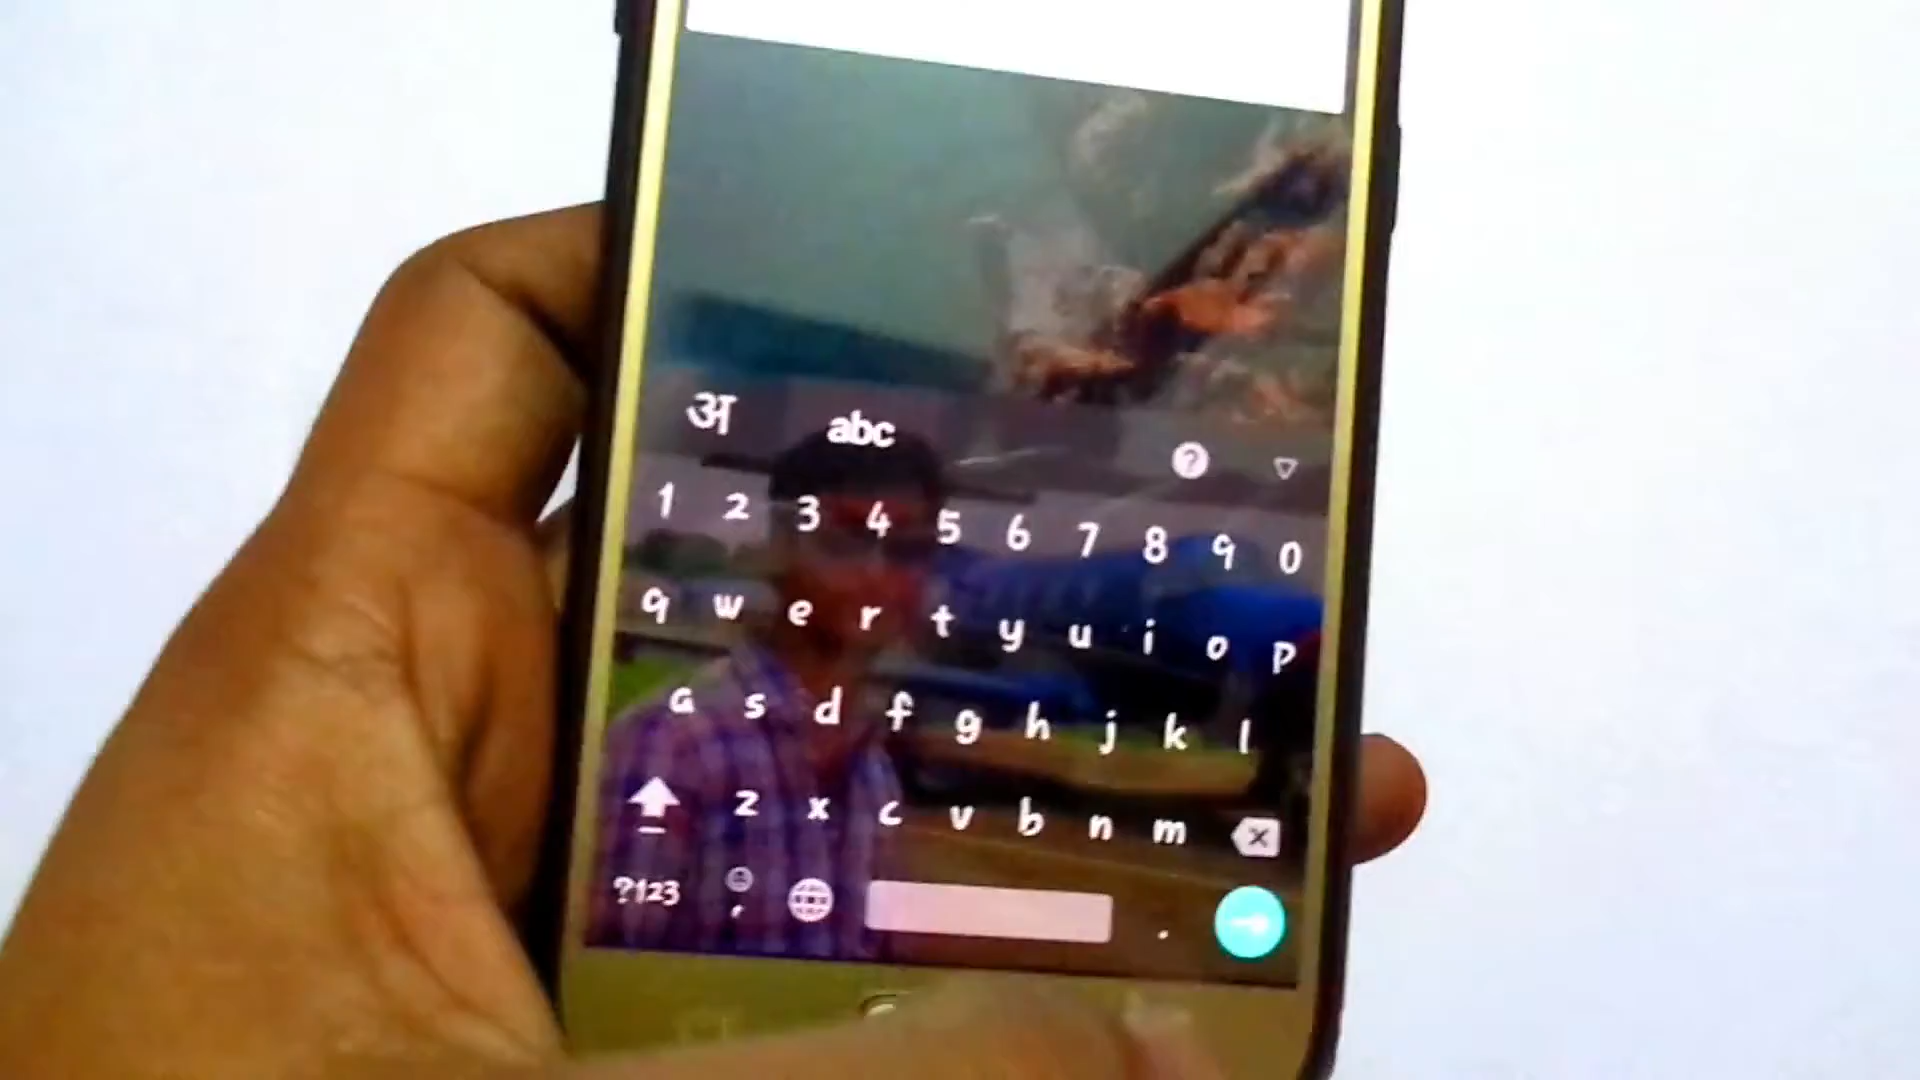 अ abc ?
1 2 3 4 5 6 7 8 9 0
q w e r t y u i o p
a s d f g h j k l
z x c v b n m
?123 , .